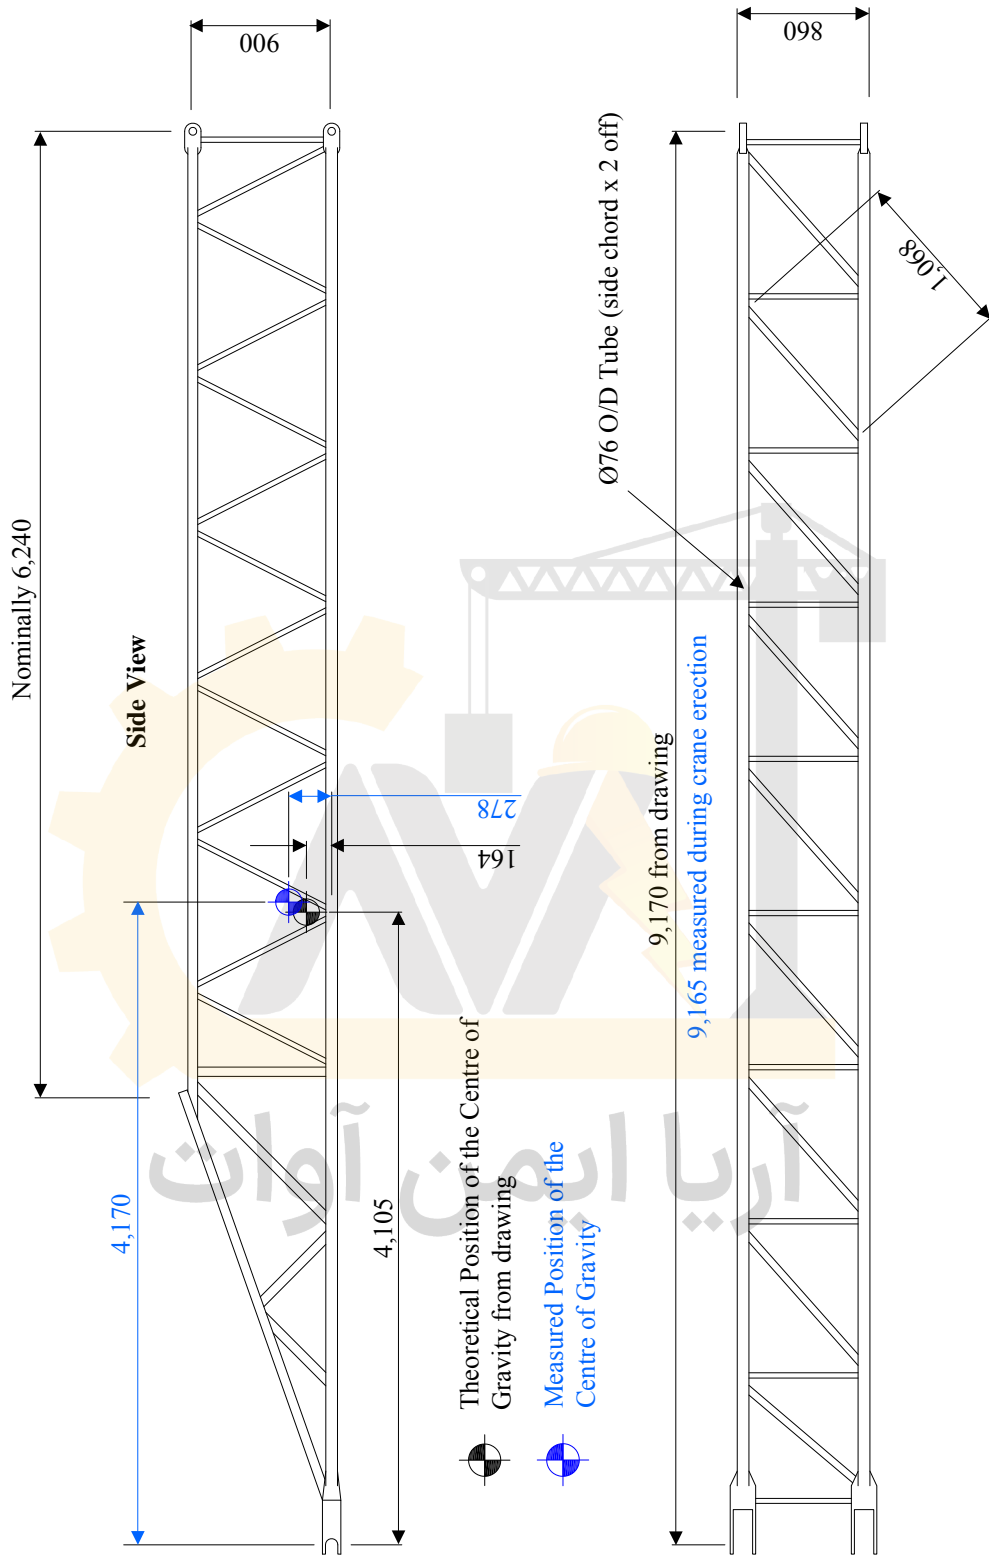 900
860
Nominally 6,240
Side View
4,170
278
164
4,105
Theoretical Position of the Centre of
Gravity from drawing
Measured Position of the
Centre of Gravity
Ø76 O/D Tube (side chord x 2 off)
9,170 from drawing
9,165 measured during crane erection
1,068
آریا ایمن آوات